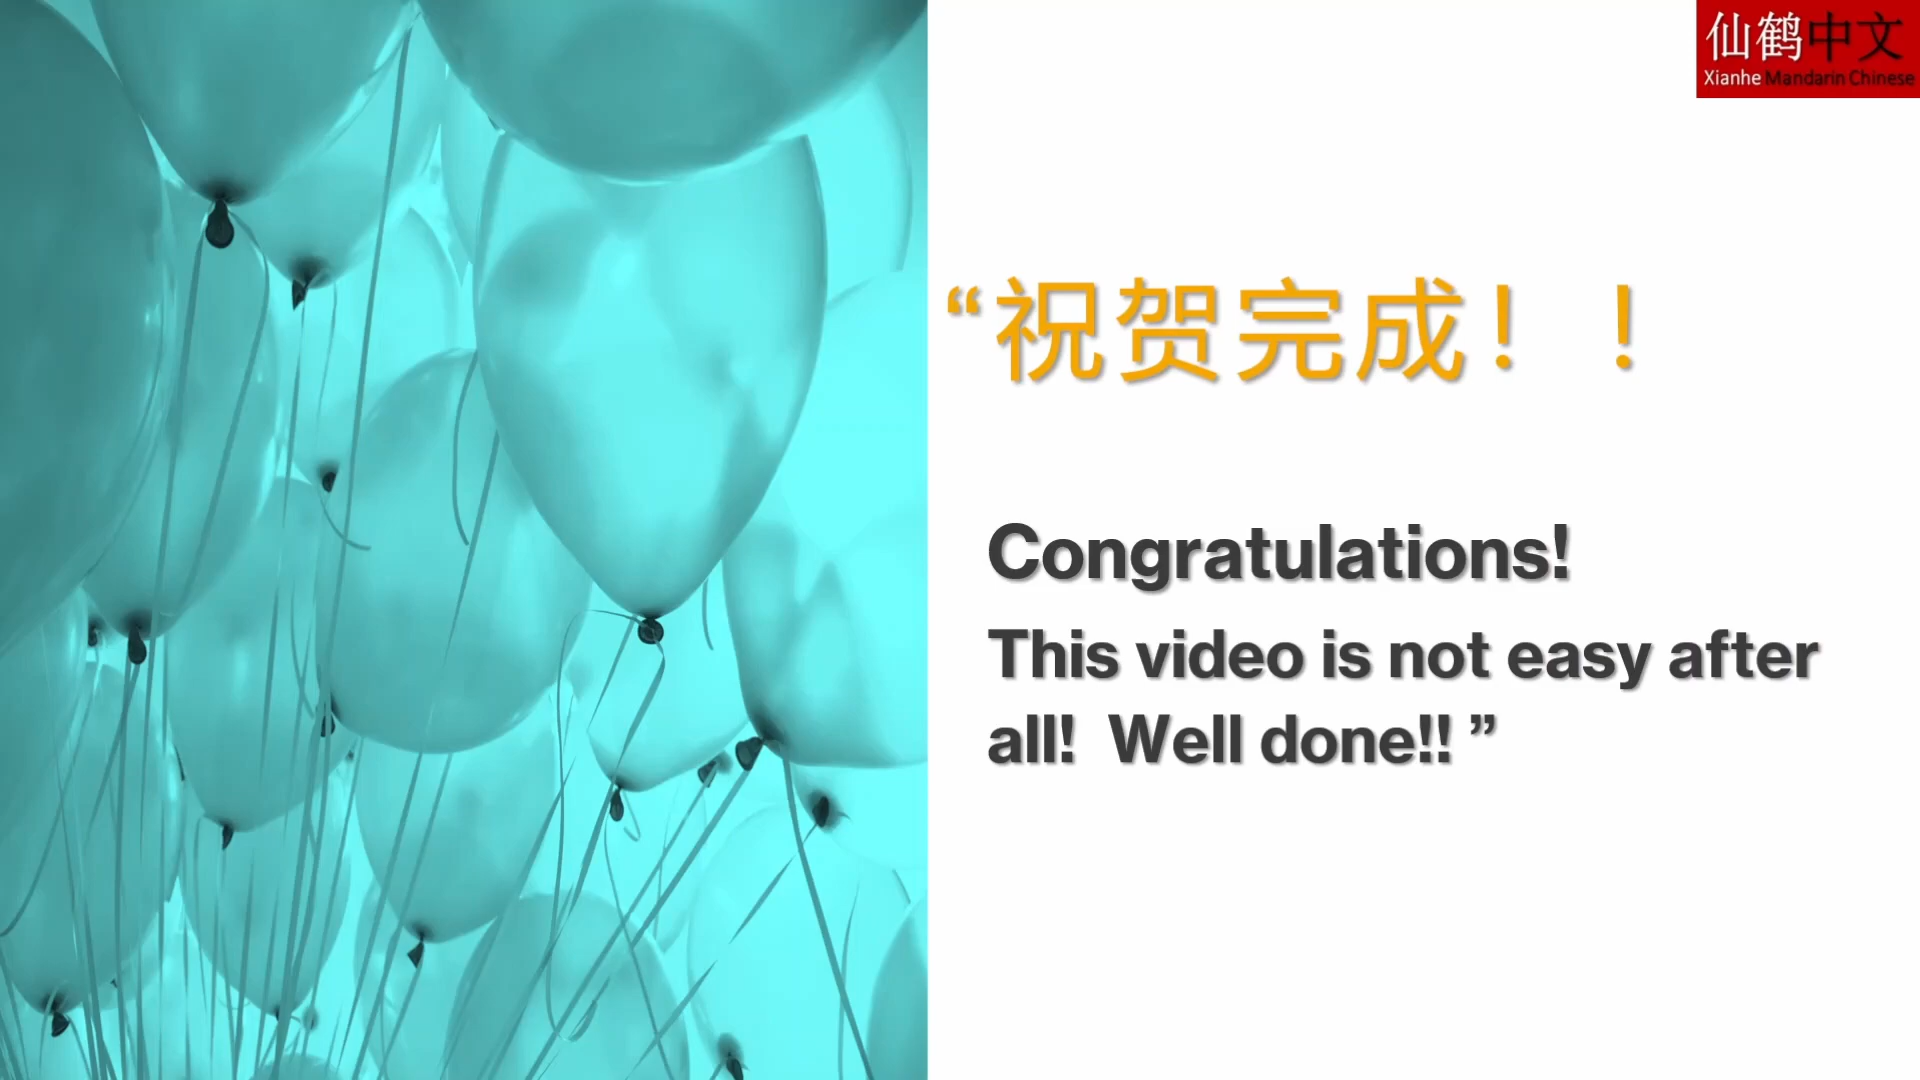 仙鹤中文
Xianhe Mandarin Chinese
“祝贺完成！！
Congratulations!
This video is not easy after
all! Well done!! ”